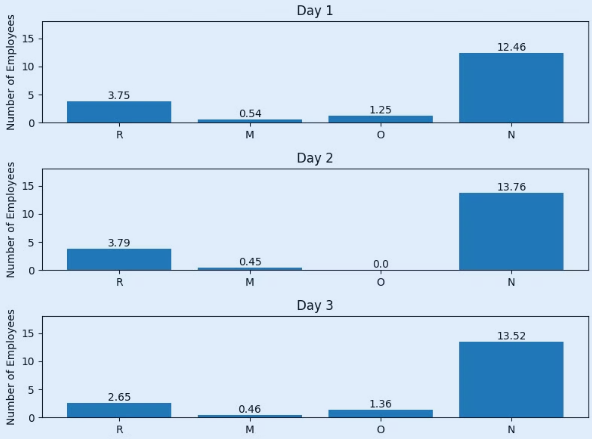 Day 1
Number of Employees
15
10
5
0
3.75
0.54
1.25
12.46
R M O N
Day 2
Number of Employees
15
10
5
0
3.79
0.45
0.0
13.76
R M O N
Day 3
Number of Employees
15
10
5
0
2.65
0.46
1.36
13.52
R M O N